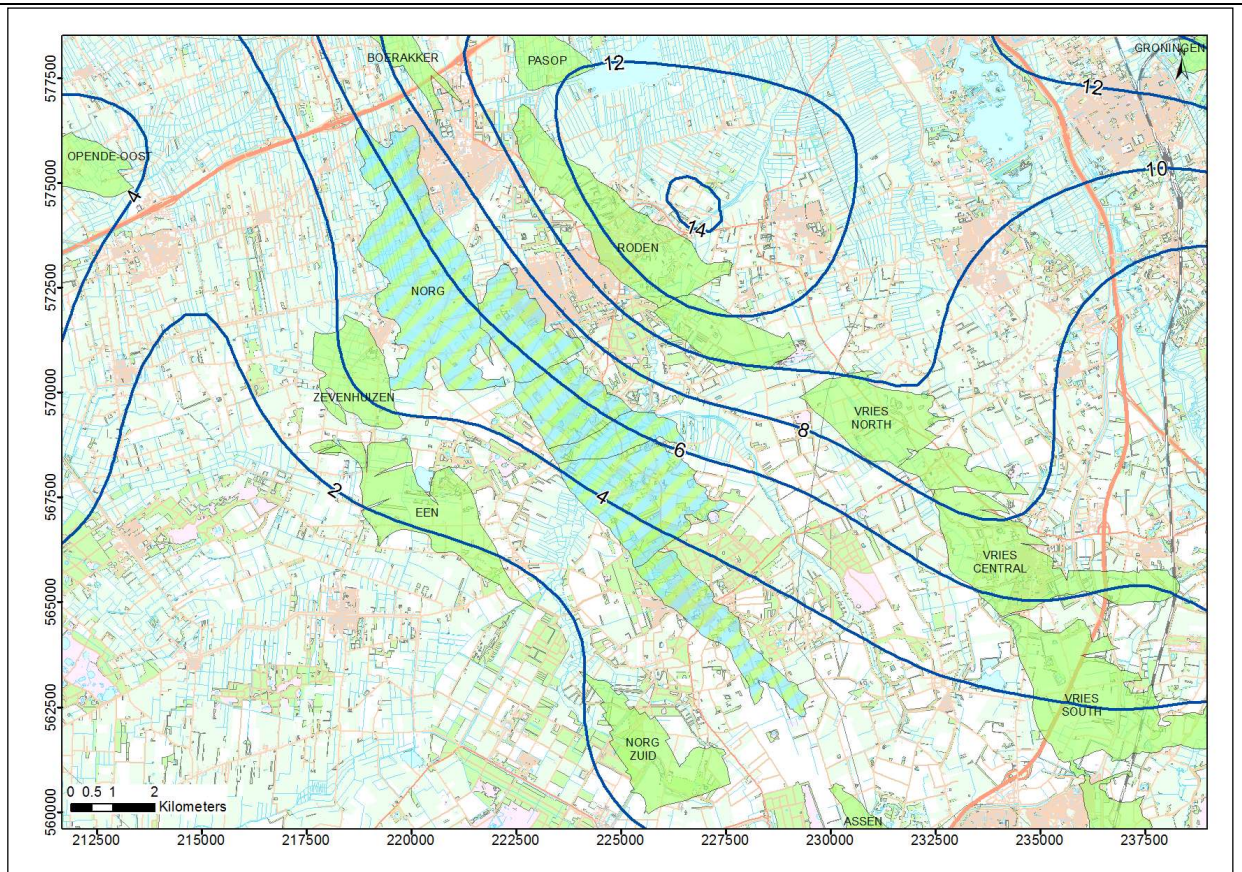 BOERAKKER
PASOP
GRONINGEN
12
12
577500
OPENDE-OOST
4
10
575000
14
RODEN
572500
NORG
570000
ZEVENHUIZEN
VRIES
NORTH
8
6
567500
2
EEN
4
VRIES
CENTRAL
565000
562500
VRIES
SOUTH
NORG
ZUID
0 0.5 1 2
Kilometers
560000
ASSEN
212500 215000 217500 220000 222500 225000 227500 230000 232500 235000 237500